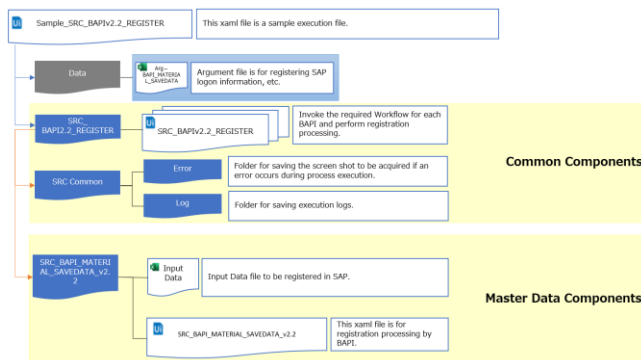 Ui
Sample_SRC_BAPIv2.2_REGISTER
This xaml file is a sample execution file.
Data
Arg-
BAPI_MATERIA
L_SAVEDATA
Argument file is for registering SAP
logon information, etc.
SRC_
BAPI2.2_REGISTER
Ui
SRC_BAPIv2.2_REGISTER
Invoke the required Workflow for each
BAPI and perform registration
processing.
Common Components
SRC Common
Error
Folder for saving the screen shot to be acquired if an
error occurs during process execution.
Log
Folder for saving execution logs.
SRC_BAPI_MATERI
AL_SAVEDATA_v2.
2
Input
Data
Input Data file to be registered in SAP.
Master Data Components
Ui
SRC_BAPI_MATERIAL_SAVEDATA_v2.2
This xaml file is for
registration processing by
BAPI.